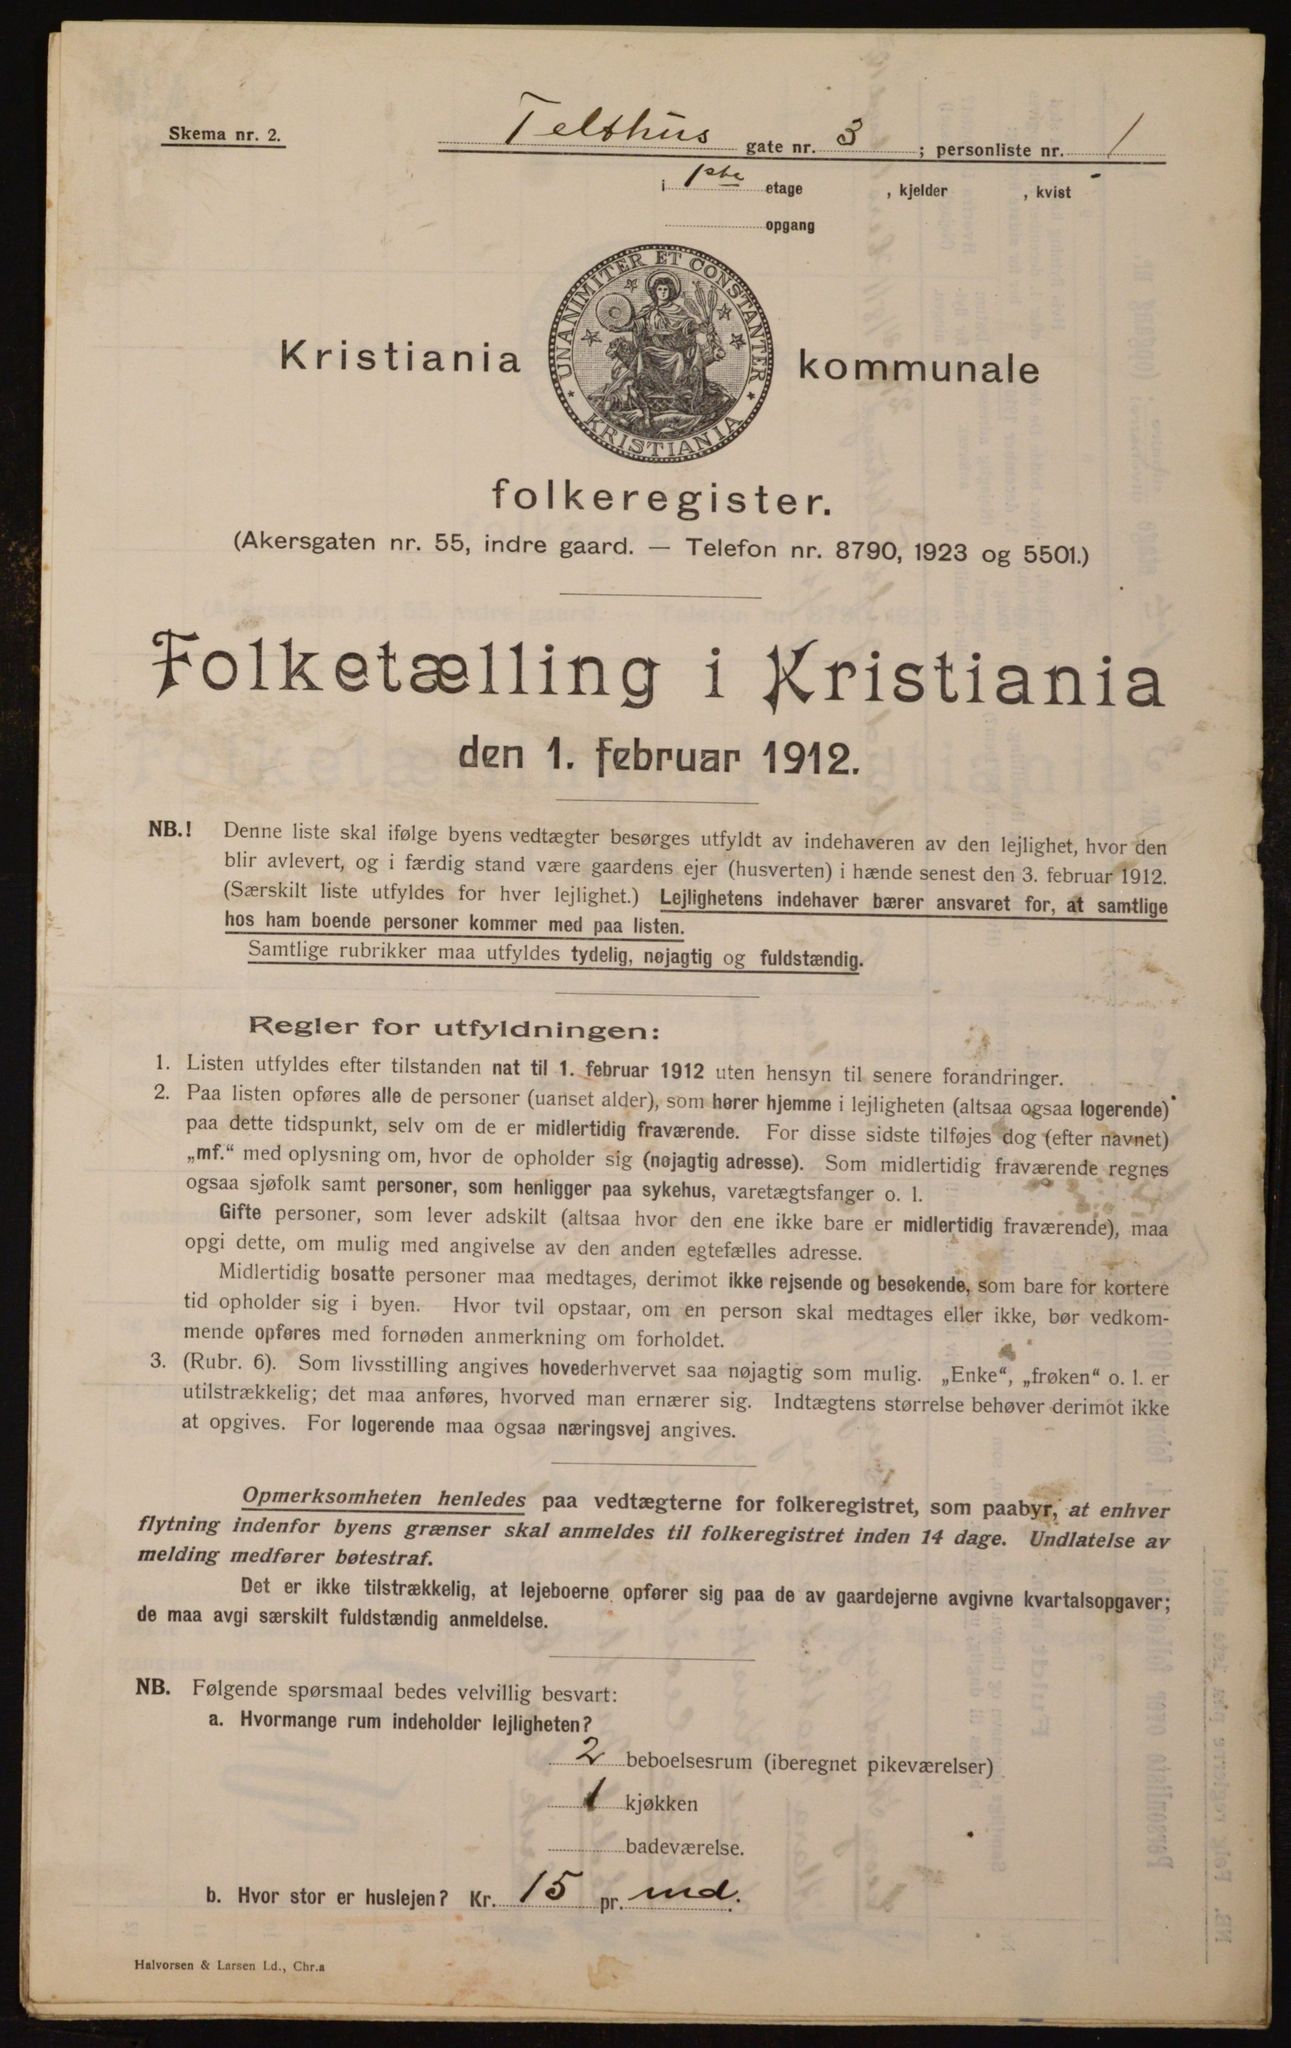 Skema nr. 2.
Telthus gate nr. 3 ; personliste nr. 1
i 1ste etage , kjelder , kvist -
opgang
UNANIMITER ET CONSTANTER
KRISTIANIA
Kristiania kommunale
folkeregister.
(Akersgaten nr. 55, indre gaard. — Telefon nr. 8790, 1923 og 5501.)
Folketælling i Kristiania
den 1. februar 1912.
NB.! Denne liste skal ifølge byens vedtægter besørges utfyldt av indehaveren av den lejlighet, hvor den
blir avlevert, og i færdig stand være gaardens ejer (husverten) i hænde senest den 3. februar 1912.
(Særskilt liste utfyldes for hver lejlighet.) Lejlighetens indehaver bærer ansvaret for, at samtlige
hos ham boende personer kommer med paa listen.
Samtlige rubrikker maa utfyldes tydelig, nøjagtig og fuldstændig.
Regler for utfyldningen:
1. Listen utfyldes efter tilstanden nat til 1. februar 1912 uten hensyn til senere forandringer.
2. Paa listen opføres alle de personer (uanset alder), som hører hjemme i lejligheten (altsaa ogsaa logerende)
paa dette tidspunkt, selv om de er midlertidig fraværende. For disse sidste tilføjes dog (efter navnet)
„mf.“ med oplysning om, hvor de opholder sig (nøjagtig adresse). Som midlertidig fraværende regnes
ogsaa sjøfolk samt personer, som henligger paa sykehus, varetægtsfanger o. l.
Gifte personer, som lever adskilt (altsaa hvor den ene ikke bare er midlertidig fraværende), maa
opgi dette, om mulig med angivelse av den anden egtefælles adresse.
Midlertidig bosatte personer maa medtages, derimot ikke rejsende og besøkende, som bare for kortere
tid opholder sig i byen. Hvor tvil opstaar, om en person skal medtages eller ikke, bør vedkom-
mende opføres med fornøden anmerkning om forholdet.
3. (Rubr. 6). Som livsstilling angives hovederhvervet saa nøjagtig som mulig. „Enke“, „frøken“ o. l. er
utilstrækkelig; det maa anføres, hvorved man ernærer sig. Indtægtens størrelse behøver derimot ikke
at opgives. For logerende maa ogsaa næringsvej angives.
Opmerksomheten henledes paa vedtægterne for folkeregistret, som paabyr, at enhver
flytning indenfor byens grænser skal anmeldes til folkeregistret inden 14 dage. Undlatelse av
melding medfører bøtestraf.
Det er ikke tilstrækkelig, at lejeboerne opfører sig paa de av gaardejerne avgivne kvartalsopgaver;
de maa avgi særskilt fuldstændig anmeldelse.
NB. Følgende spørsmaal bedes velvillig besvart:
a. Hvormange rum indeholder lejligheten?
2 beboelsesrum (iberegnet pikeværelser)
1 kjøkken
badeværelse.
b. Hvor stor er huslejen? Kr. 15 pr. md.
Halvorsen & Larsen Ld., Chr.a